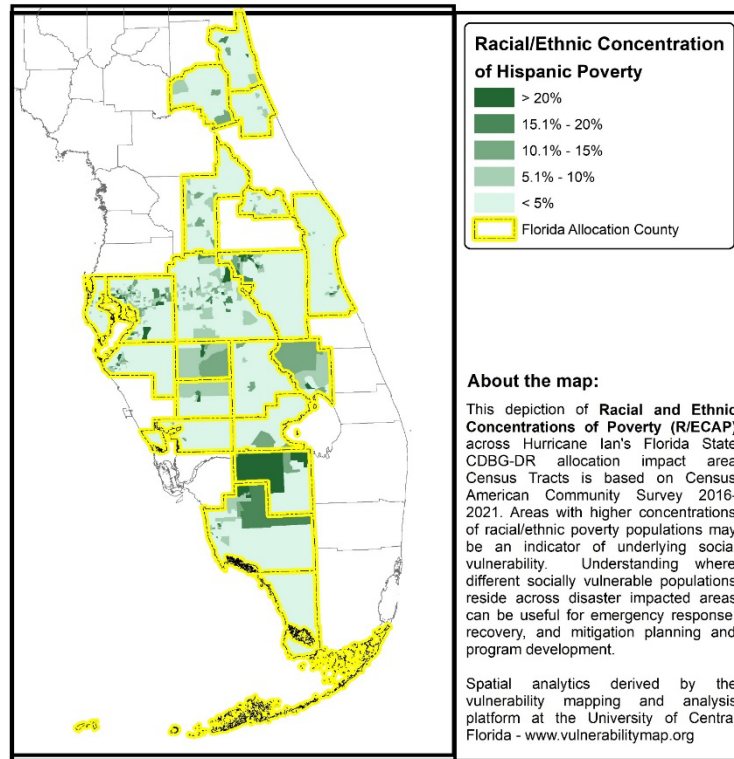 Racial/Ethnic Concentration
of Hispanic Poverty
> 20%
15.1% - 20%
10.1% - 15%
5.1% - 10%
< 5%
Florida Allocation County
About the map:
This depiction of Racial and Ethnic
Concentrations of Poverty (R/ECAP)
across Hurricane Ian's Florida State
CDBG-DR allocation impact area
Census Tracts is based on Census
American Community Survey 2016-
2021. Areas with higher concentrations
of racial/ethnic poverty populations may
be an indicator of underlying socia
vulnerability. Understanding where
different socially vulnerable populations
reside across disaster impacted areas
can be useful for emergency response
recovery, and mitigation planning and
program development.
Spatial analytics derived by the
vulnerability mapping and analysis
platform at the University of Centra
Florida - www.vulnerabilitymap.org